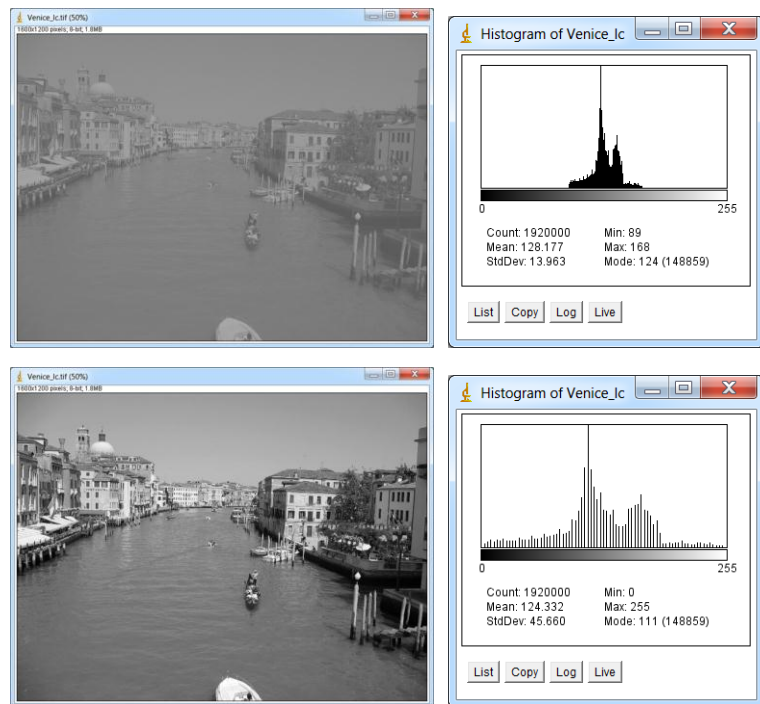 Venice_lc.tif (50%)
1600x1200 pixels; 8-bit; 1.8MB
Histogram of Venice_lc
0 255
Count: 1920000 Min: 89
Mean: 128.177 Max: 168
StdDev: 13.963 Mode: 124 (148859)
List Copy Log Live
Venice_lc.tif (50%)
1600x1200 pixels; 8-bit; 1.8MB
Histogram of Venice_lc
0 255
Count: 1920000 Min: 0
Mean: 124.332 Max: 255
StdDev: 45.660 Mode: 111 (148859)
List Copy Log Live